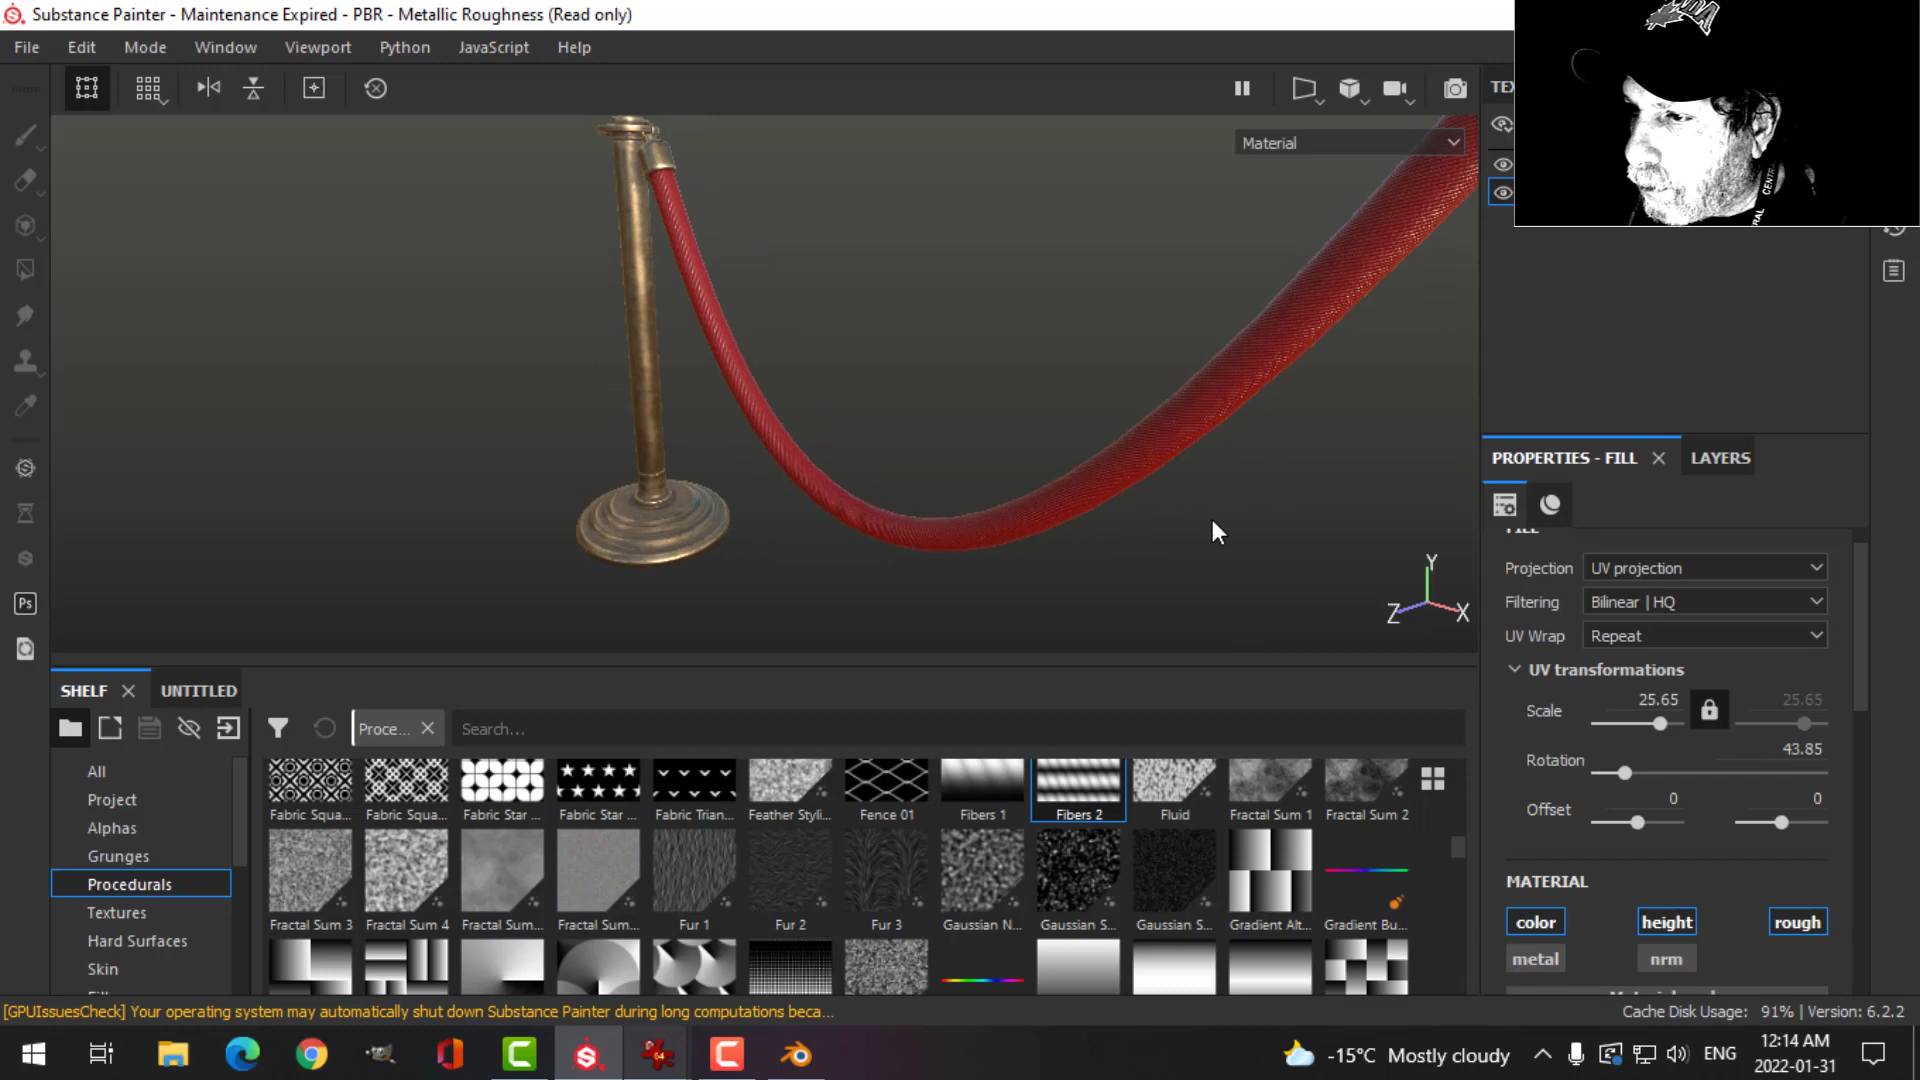 Substance Painter - Maintenance Expired - PBR - Metallic Roughness (Read only)
File Edit Mode Window Viewport Python JavaScript Help
Material
Y
Z X
CENTRAL
PROPERTIES - FILL LAYERS
FILL
Projection UV projection
Filtering Bilinear | HQ
UV Wrap Repeat
UV transformations
Scale 25.65 25.65
Rotation 43.85
Offset 0 0
MATERIAL
color height rough
metal nrm
SHELF UNTITLED
Proce... Search...
All
Project
Alphas
Grunges
Procedurals
Textures
Hard Surfaces
Skin
Fabric Squa... Fabric Squa... Fabric Star ... Fabric Star ... Fabric Trian... Feather Styli... Fence 01 Fibers 1 Fibers 2 Fluid Fractal Sum 1 Fractal Sum 2
Fractal Sum 3 Fractal Sum 4 Fractal Sum... Fractal Sum... Fur 1 Fur 2 Fur 3 Gaussian N... Gaussian S... Gaussian S... Gradient Alt... Gradient Bu...
[GPUIssuesCheck] Your operating system may automatically shut down Substance Painter during long computations beca...
Cache Disk Usage: 91% | Version: 6.2.2
Ps
64
-15°C Mostly cloudy
ENG
12:14 AM
2022-01-31